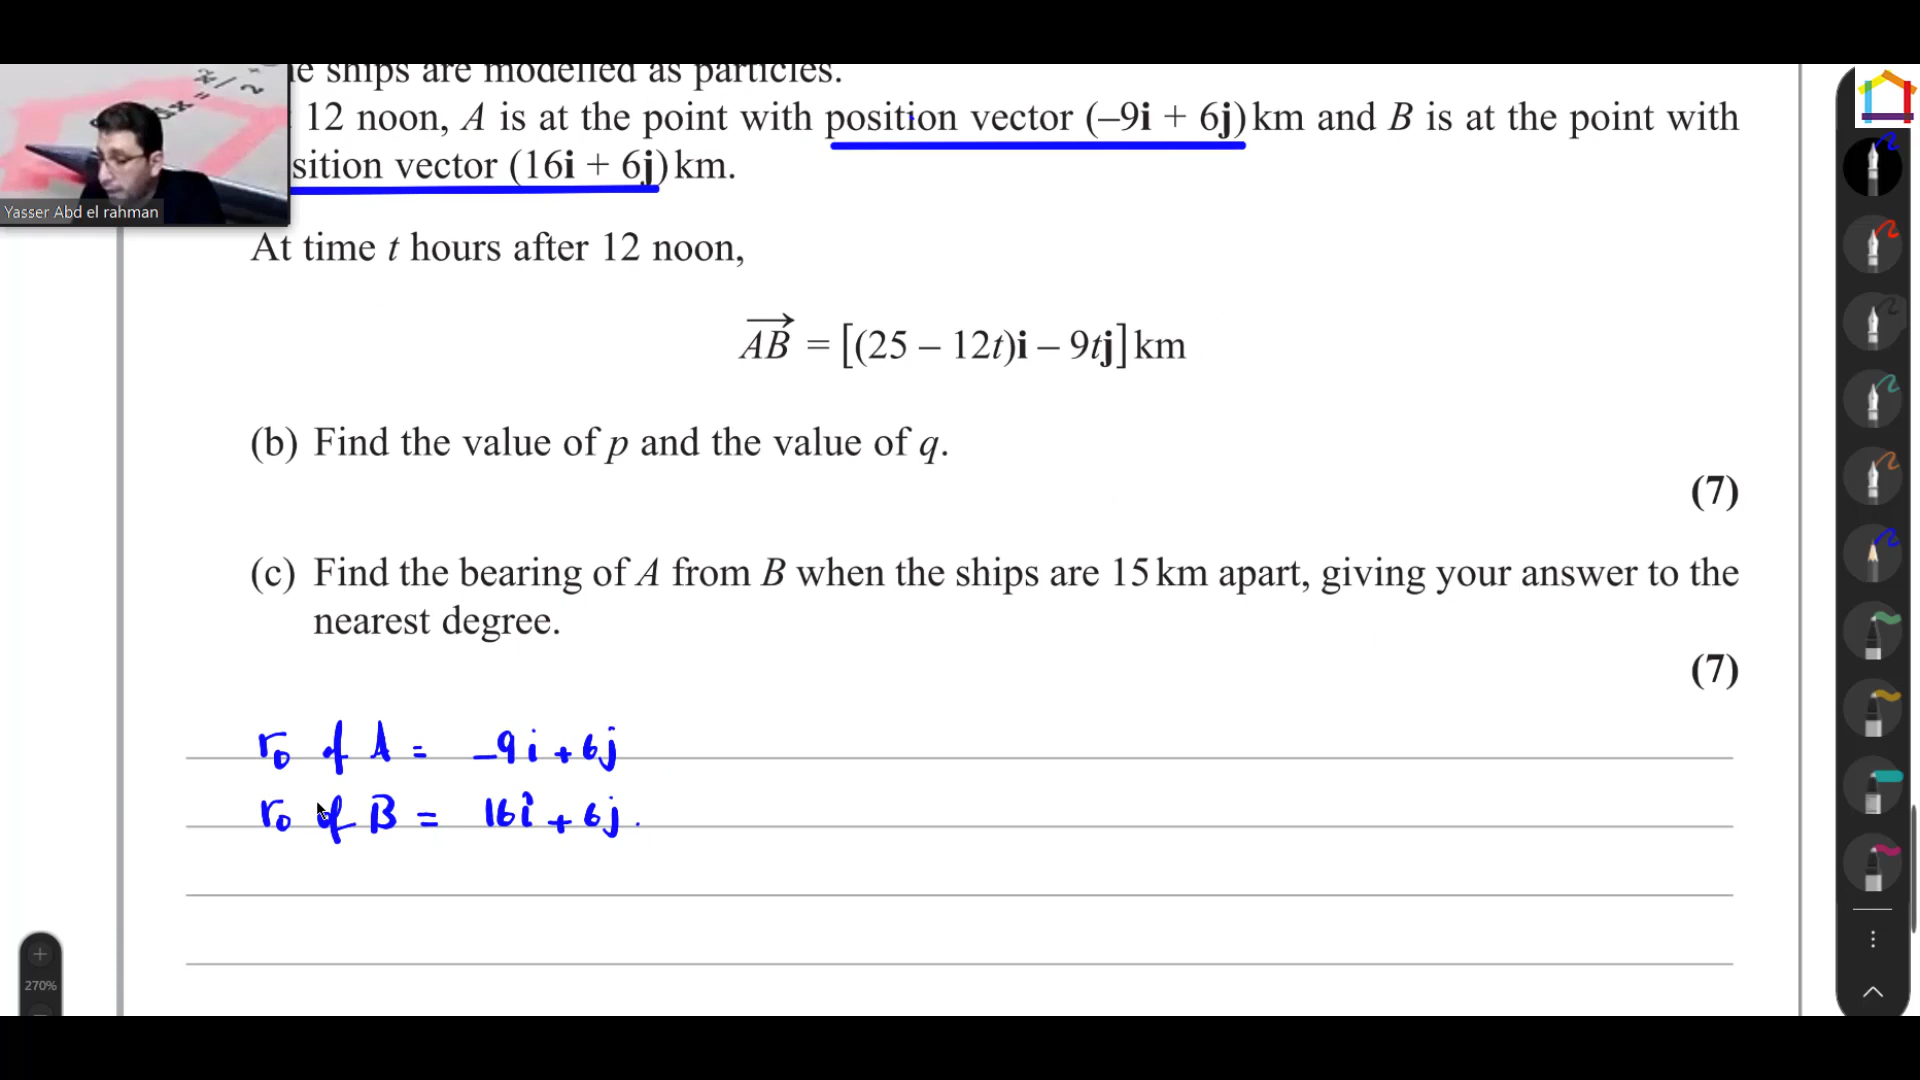 e ships are modelled as particles.
12 noon, A is at the point with position vector (–9i + 6j) km and B is at the point with
sition vector (16i + 6j) km.
Yasser Abd el rahman
At time t hours after 12 noon,
AB = [(25 – 12t)i – 9tj] km
(b) Find the value of p and the value of q.
(7)
(c) Find the bearing of A from B when the ships are 15 km apart, giving your answer to the
nearest degree.
(7)
r₀ of A = –9i + 6j
r₀ of B = 16i + 6j.
270%